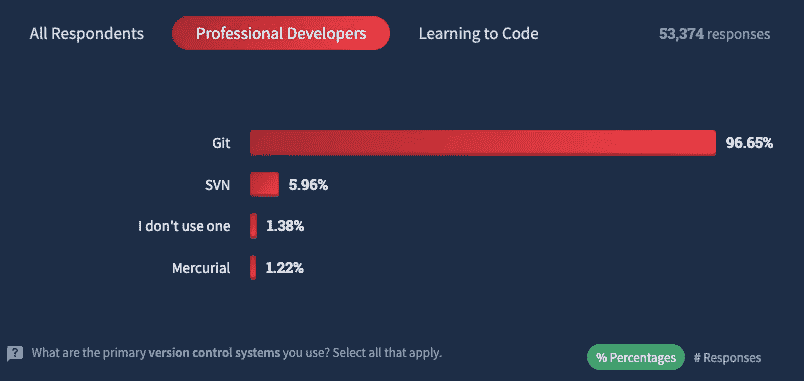 All Respondents Professional Developers Learning to Code 53,374 responses
Git 96.65%
SVN 5.96%
I don't use one 1.38%
Mercurial 1.22%
? What are the primary version control systems you use? Select all that apply. % Percentages # Responses